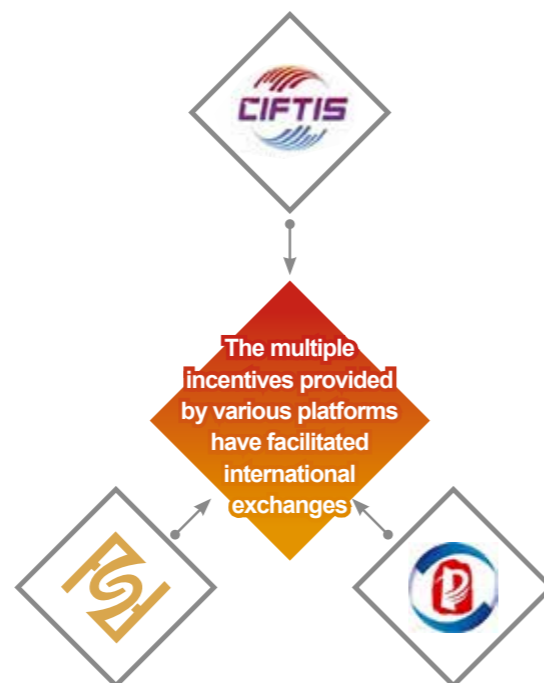 CIFTIS
The multiple
incentives provided
by various platforms
have facilitated
international
exchanges